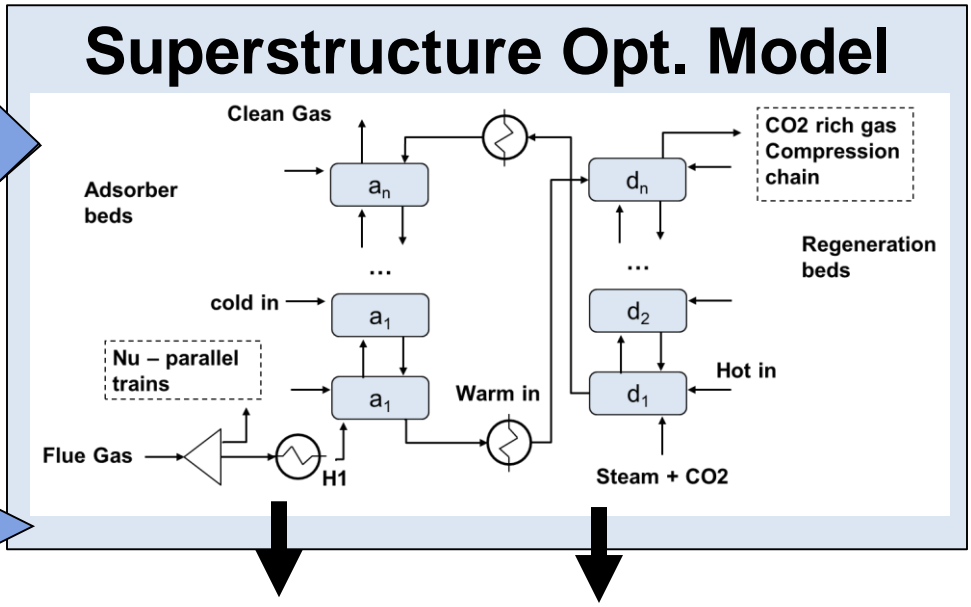 Superstructure Opt. Model
Clean Gas
CO2 rich gas
Compression
chain
Adsorber
beds
an
dn
Regeneration
beds
...
...
cold in
a1
d2
Nu – parallel
trains
Hot in
a1
Warm in
d1
Flue Gas
H1
Steam + CO2